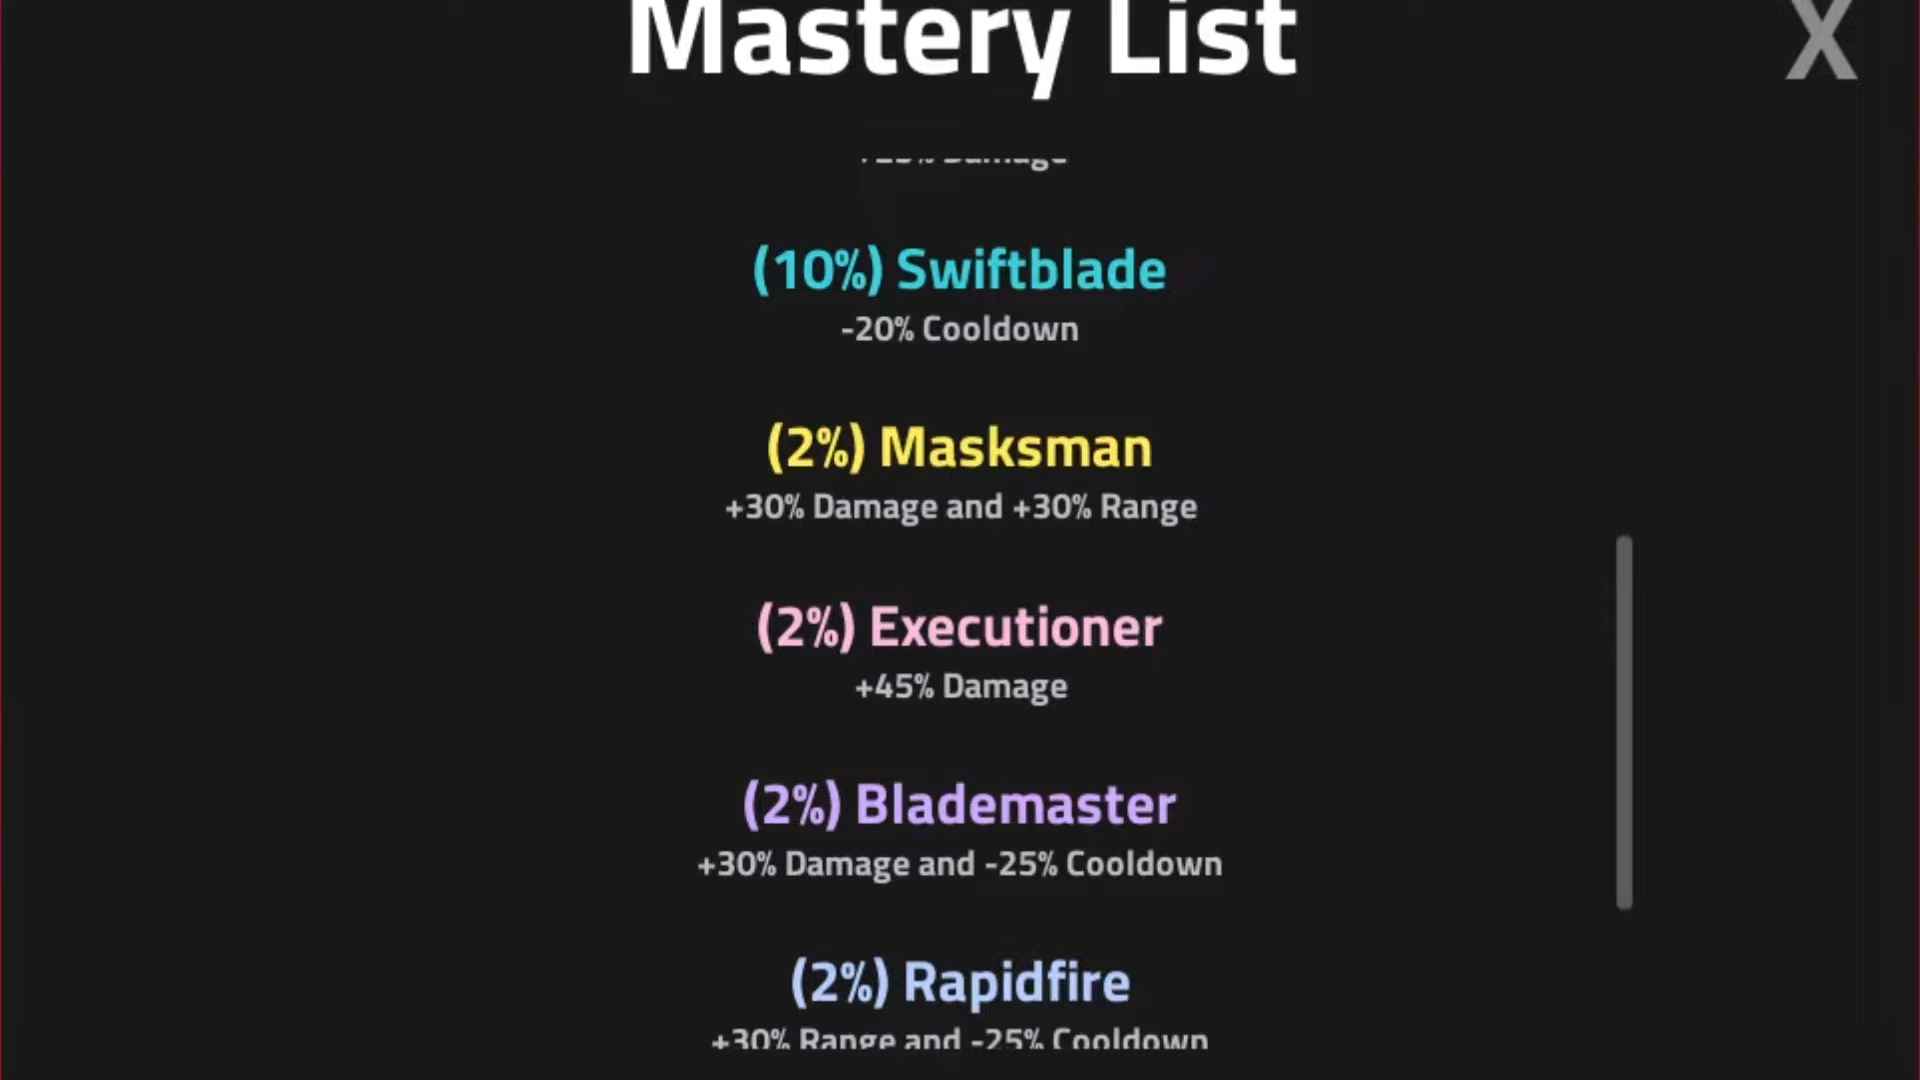 Mastery List
X
Damage
(10%) Swiftblade
-20% Cooldown
(2%) Masksman
+30% Damage and +30% Range
(2%) Executioner
+45% Damage
(2%) Blademaster
+30% Damage and -25% Cooldown
(2%) Rapidfire
+30% Range and -25% Cooldown